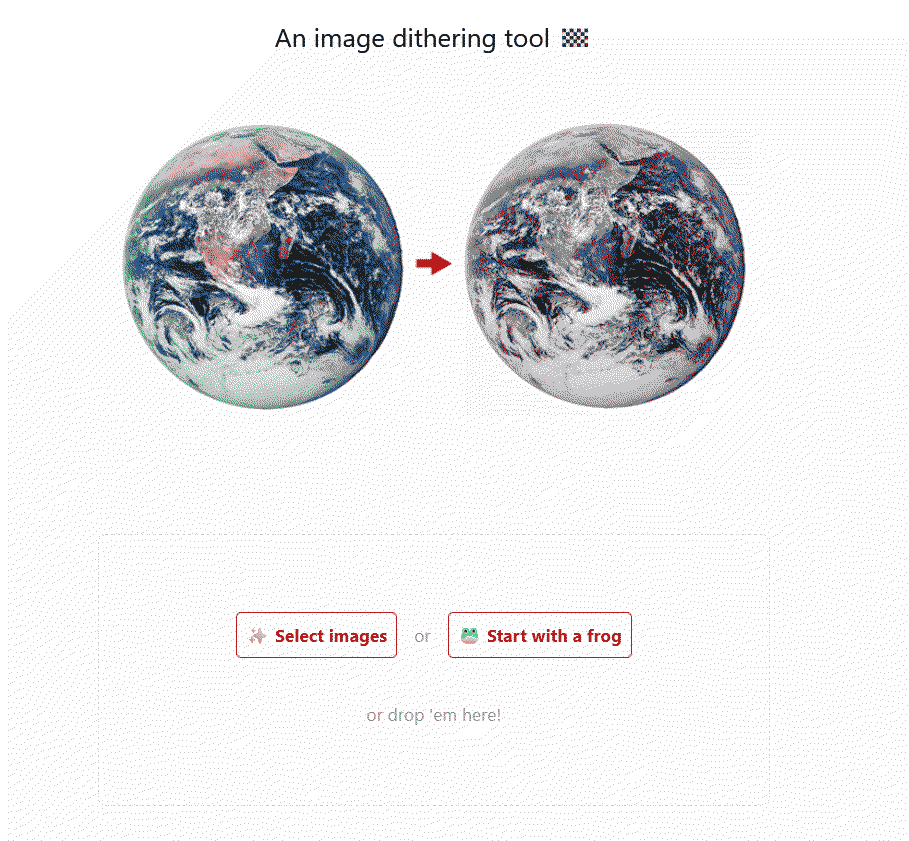 An image dithering tool
Select images or Start with a frog
or drop 'em here!